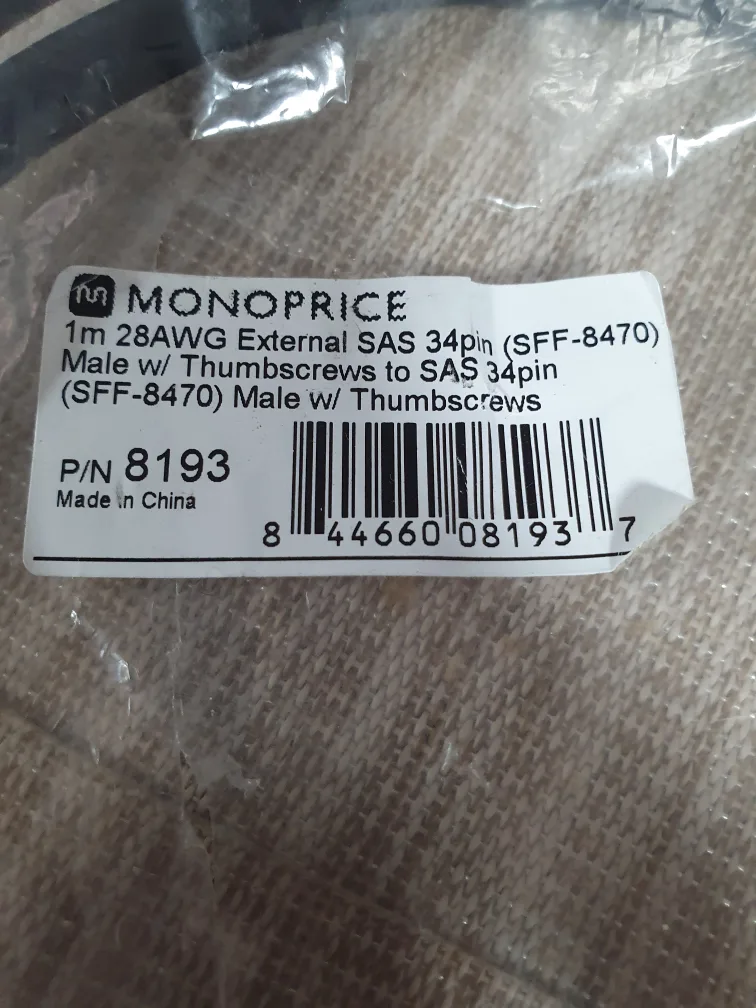 MONOPRICE
1m 28AWG External SAS 34pin (SFF-8470)
Male w/ Thumbscrews to SAS 34pin
(SFF-8470) Male w/ Thumbscrews
P/N 8193
Made in China
8 44660 08193 7